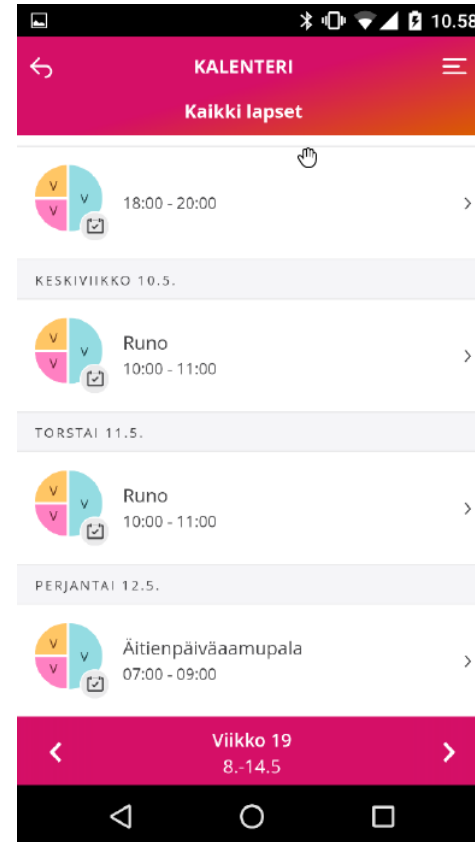 10.58
KALENTERI
Kaikki lapset
V
V
V
18:00 - 20:00
KESKIVIIKKO 10.5.
V
V
V
Runo
10:00 - 11:00
TORSTAI 11.5.
V
V
V
Runo
10:00 - 11:00
PERJANTAI 12.5.
V
V
V
Äitienpäiväaamupala
07:00 - 09:00
Viikko 19
8.-14.5